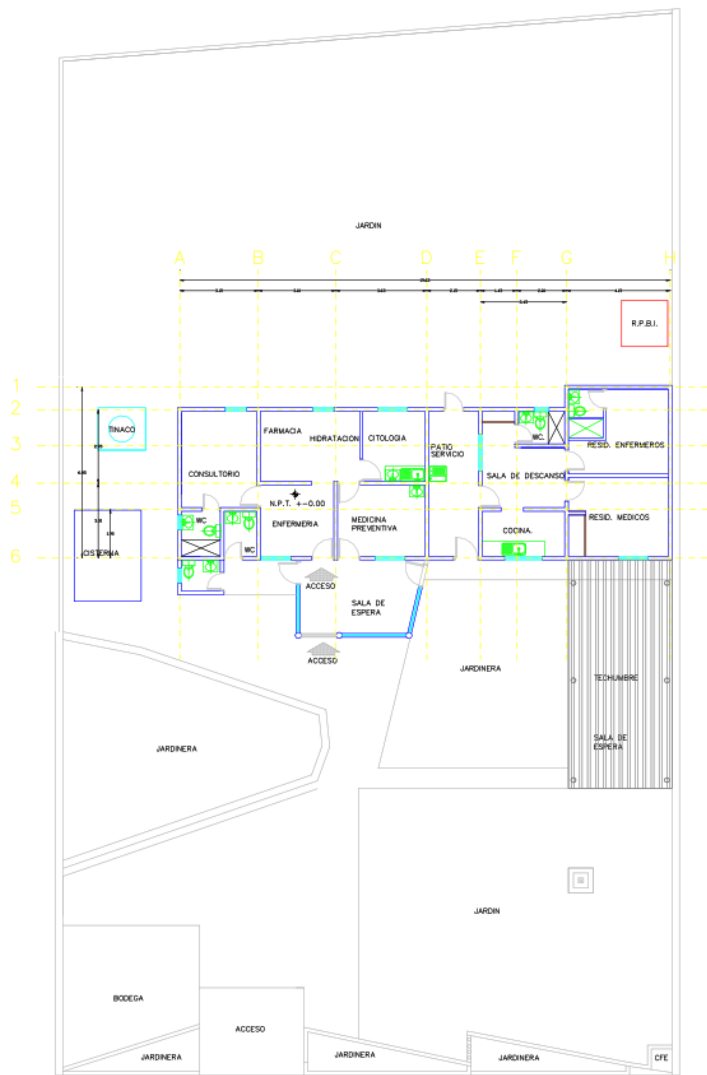 JARDIN
A B C D E F G H
R.P.B.I.
1
2
TINACO
FARMACIA
HIDRATACION
CITOLOGIA
WC.
3
PATIO
SERVICIO
RESID. ENFERMEROS
CONSULTORIO
SALA DE DESCANSO
4
N.P.T. +-0.00
5
WC
ENFERMERIA
MEDICINA
PREVENTIVA
COCINA.
RESID. MEDICOS
WC
6
CISTERNA
ACCESO
SALA DE
ESPERA
ACCESO
JARDINERA
TECHUMBRE
SALA DE
ESPERA
JARDINERA
JARDIN
BODEGA
ACCESO
JARDINERA
JARDINERA
JARDINERA
CFE